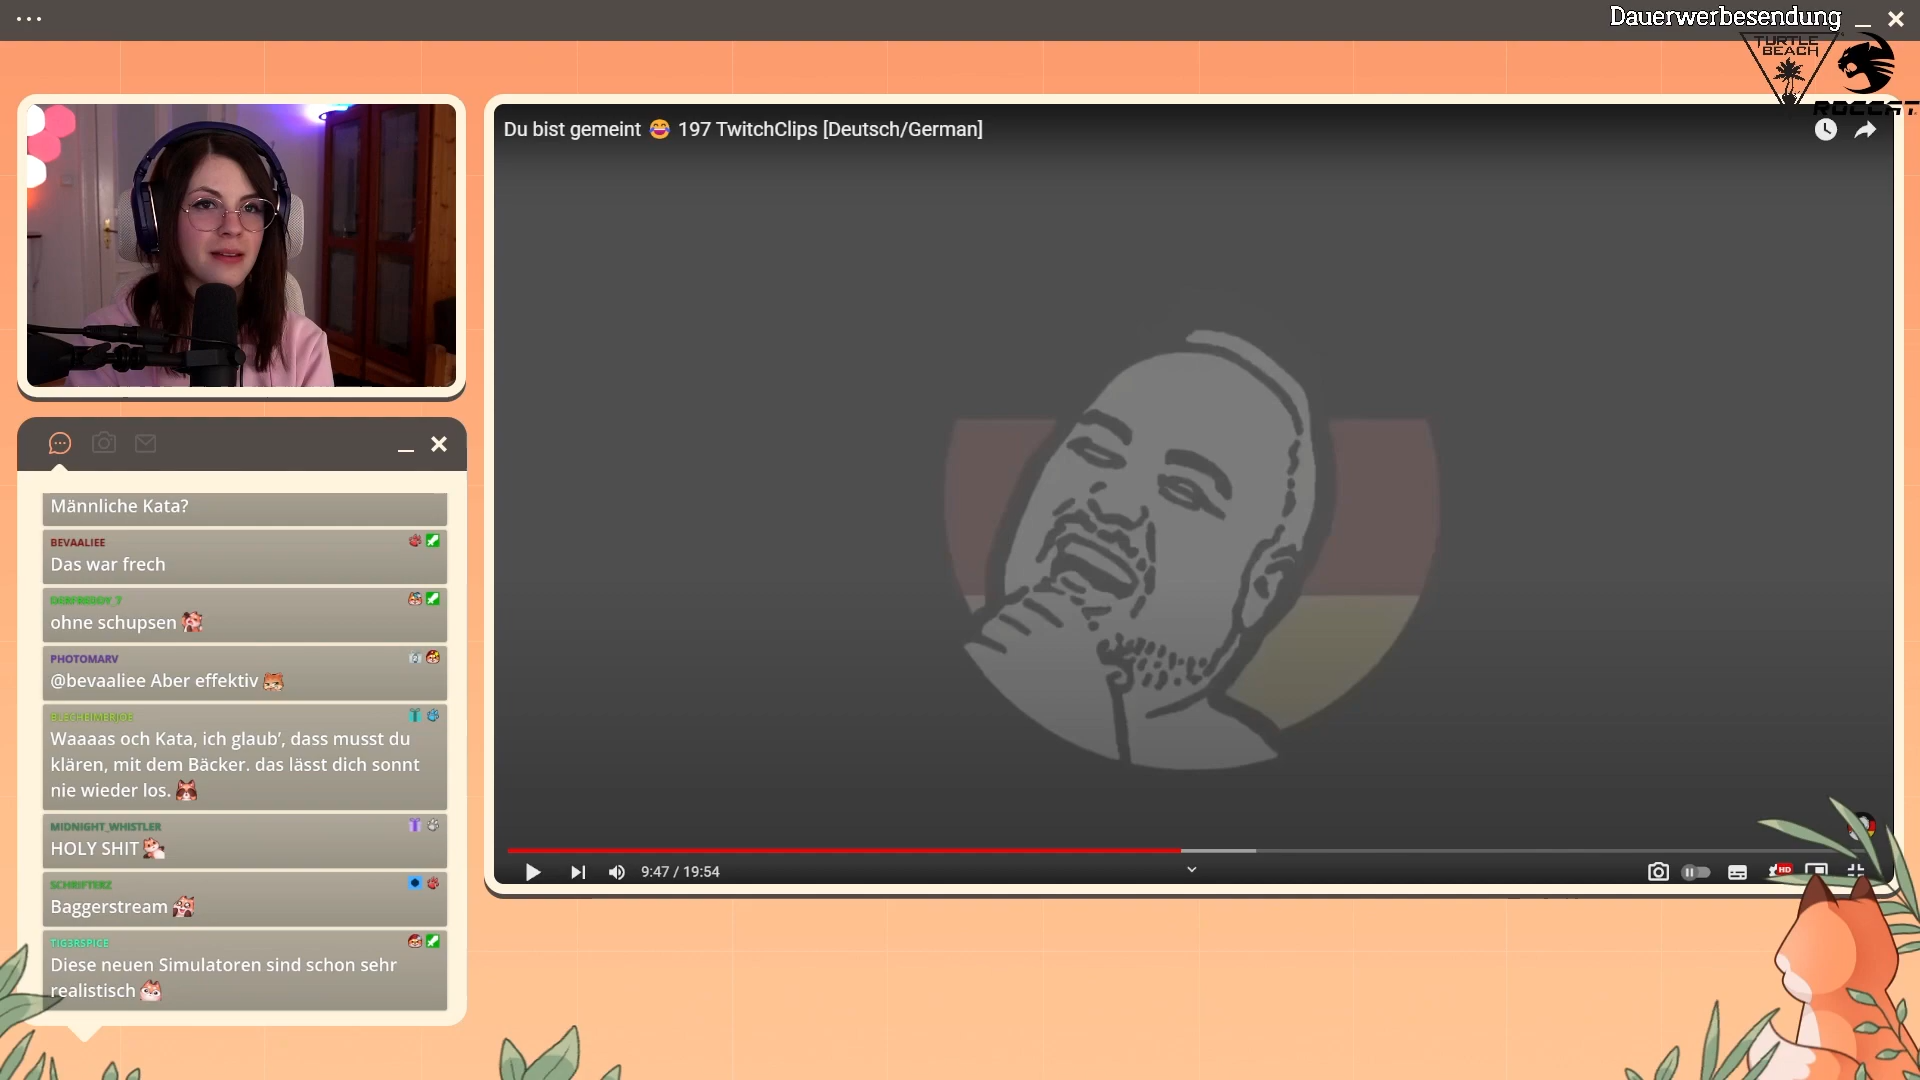 Dauerwerbesendung
TURTLE
BEACH
ROCCAT
Du bist gemeint 😂 197 TwitchClips [Deutsch/German]
Männliche Kata?
BEVAALIEE
Das war frech
ohne schupsen
PHOTOMARV
@bevaaliee Aber effektiv
Waaaas och Kata, ich glaub', dass musst du
klären, mit dem Bäcker. das lässt dich sonnt
nie wieder los.
MIDNIGHT_WHISTLER
HOLY SHIT
SCHRIFTERZ
Baggerstream
TIG3RSPICE
Diese neuen Simulatoren sind schon sehr
realistisch
9:47 / 19:54
HD